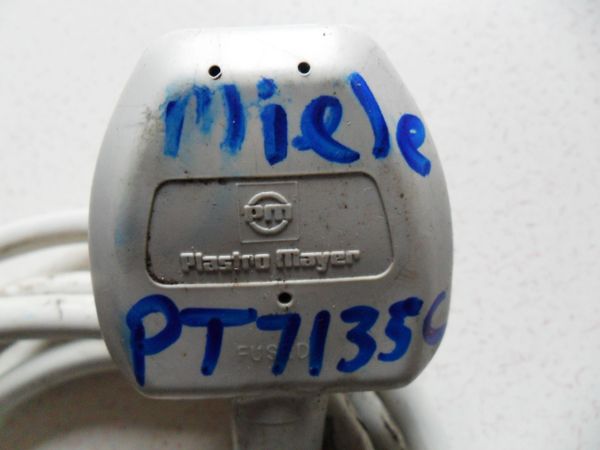 Miele
pm
Plastro Mayer
PT7135C
FUSED